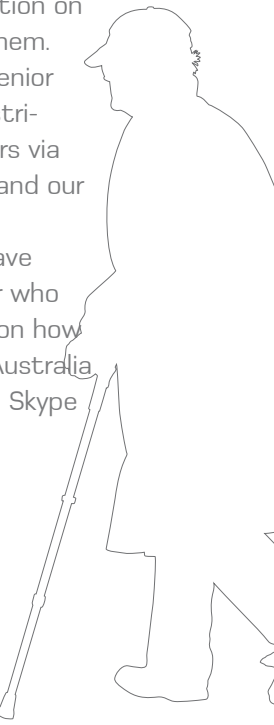 tion on
hem.
enior
tri-
rs via
and our
ave
r who
on how
Australia
Skype